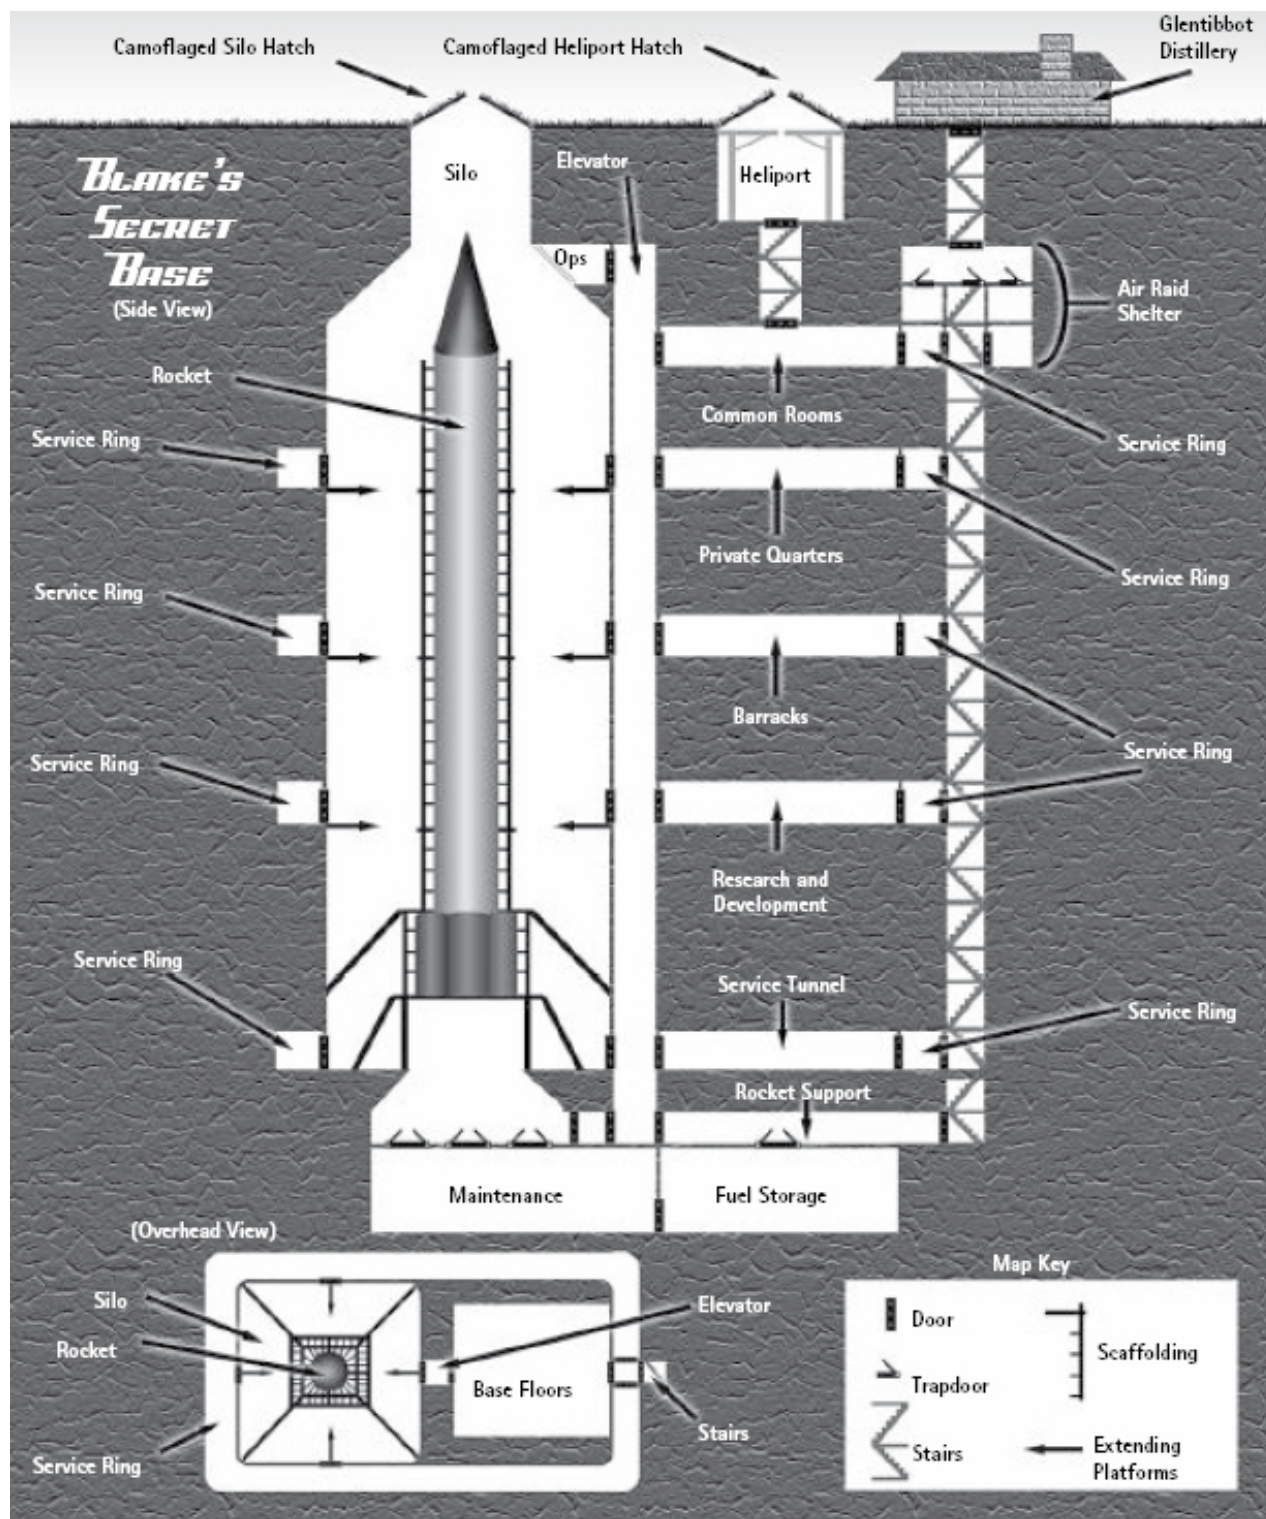 Camoflaged Silo Hatch
Camoflaged Heliport Hatch
Glentibbot
Distillery
Blake's
Secret
Base
(Side View)
Silo
Elevator
Heliport
Ops
Air Raid
Shelter
Rocket
Common Rooms
Service Ring
Service Ring
Private Quarters
Service Ring
Service Ring
Barracks
Service Ring
Service Ring
Research and
Development
Service Ring
Service Tunnel
Service Ring
Rocket Support
Maintenance
Fuel Storage
(Overhead View)
Silo
Rocket
Elevator
Base Floors
Stairs
Service Ring
Map Key
Door
Scaffolding
Trapdoor
Stairs
Extending
Platforms